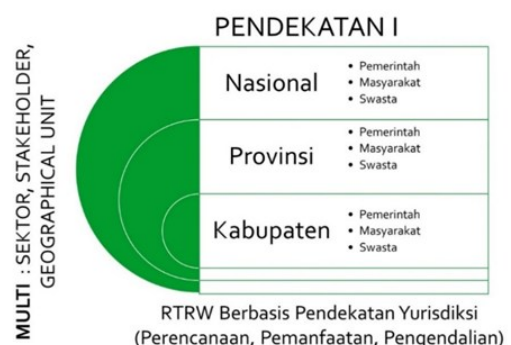 PENDEKATAN I
MULTI : SEKTOR, STAKEHOLDER,
GEOGRAPHICAL UNIT
Nasional
• Pemerintah
• Masyarakat
• Swasta
Provinsi
• Pemerintah
• Masyarakat
• Swasta
Kabupaten
• Pemerintah
• Masyarakat
• Swasta
RTRW Berbasis Pendekatan Yurisdiksi
(Perencanaan, Pemanfaatan, Pengendalian)